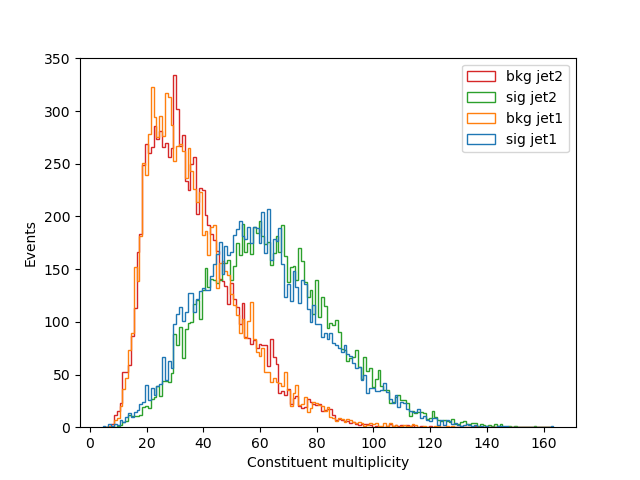 350
300
250
200
150
100
50
0
Events
bkg jet2
sig jet2
bkg jet1
sig jet1
0 20 40 60 80 100 120 140 160
Constituent multiplicity